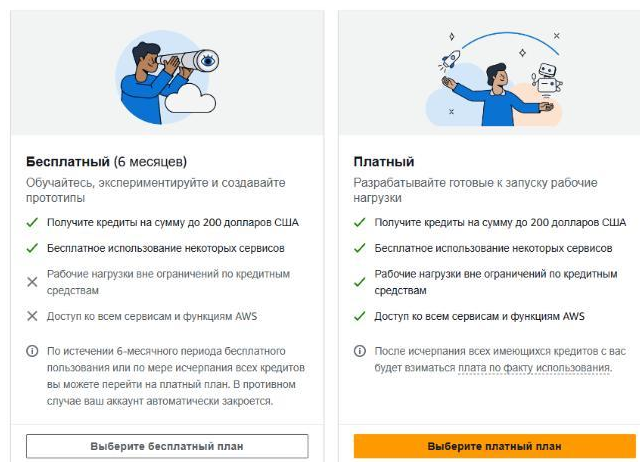 Бесплатный (6 месяцев)
Обучайтесь, экспериментируйте и создавайте
прототипы
Получите кредиты на сумму до 200 долларов США
Бесплатное использование некоторых сервисов
Рабочие нагрузки вне ограничений по кредитным
средствам
Доступ ко всем сервисам и функциям AWS
По истечении 6-месячного периода бесплатного
пользования или по мере исчерпания всех кредитов
вы можете перейти на платный план. В противном
случае ваш аккаунт автоматически закроется.
Выберите бесплатный план
Платный
Разрабатывайте готовые к запуску рабочие
нагрузки
Получите кредиты на сумму до 200 долларов США
Бесплатное использование некоторых сервисов
Рабочие нагрузки вне ограничений по кредитным
средствам
Доступ ко всем сервисам и функциям AWS
После исчерпания всех имеющихся кредитов с вас
будет взиматься плата по факту использования.
Выберите платный план